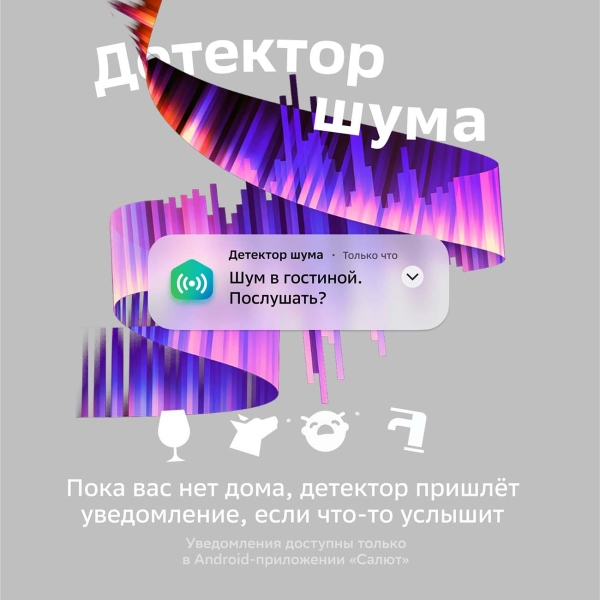 Детектор
шума
Детектор шума · Только что
Шум в гостиной.
Послушать?
Пока вас нет дома, детектор пришлёт
уведомление, если что-то услышит
Уведомления доступны только
в Android-приложении «Салют»